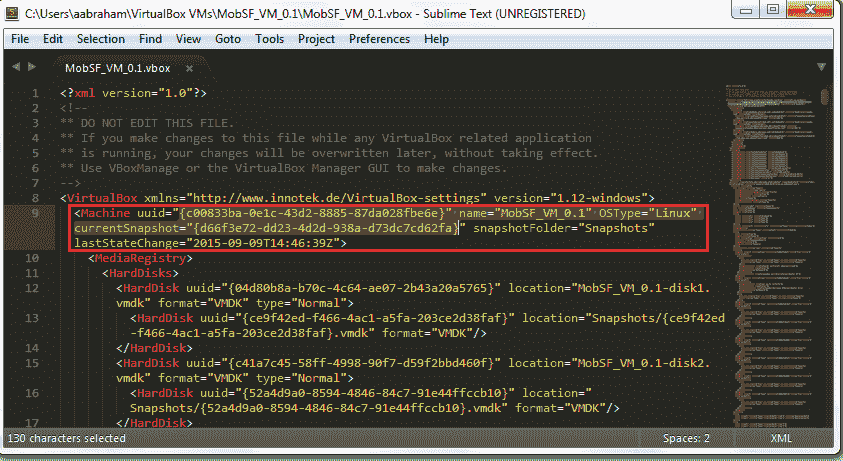 C:\Users\aabraham\VirtualBox VMs\MobSF_VM_0.1\MobSF_VM_0.1.vbox - Sublime Text (UNREGISTERED)
File Edit Selection Find View Goto Tools Project Preferences Help
MobSF_VM_0.1.vbox ×
1 <?xml version="1.0"?>
2 <!--
3 ** DO NOT EDIT THIS FILE.
4 ** If you make changes to this file while any VirtualBox related application
5 ** is running, your changes will be overwritten later, without taking effect.
6 ** Use VBoxManage or the VirtualBox Manager GUI to make changes.
7 -->
8 <VirtualBox xmlns="http://www.innotek.de/VirtualBox-settings" version="1.12-windows">
9 <Machine uuid="{c00833ba-0e1c-43d2-8885-87da028fbe6e}" name="MobSF_VM_0.1" OSType="Linux"
currentSnapshot="{d66f3e72-dd23-4d2d-938a-d73dc7cd62fa}" snapshotFolder="Snapshots"
lastStateChange="2015-09-09T14:46:39Z">
10 <MediaRegistry>
11 <HardDisks>
12 <HardDisk uuid="{04d80b8a-b70c-4c64-ae07-2b43a20a5765}" location="MobSF_VM_0.1-disk1.
vmdk" format="VMDK" type="Normal">
13 <HardDisk uuid="{ce9f42ed-f466-4ac1-a5fa-203ce2d38faf}" location="Snapshots/{ce9f42ed
-f466-4ac1-a5fa-203ce2d38faf}.vmdk" format="VMDK"/>
14 </HardDisk>
15 <HardDisk uuid="{c41a7c45-58ff-4998-90f7-d59f2bbd460f}" location="MobSF_VM_0.1-disk2.
vmdk" format="VMDK" type="Normal">
16 <HardDisk uuid="{52a4d9a0-8594-4846-84c7-91e44ffccb10}" location="
Snapshots/{52a4d9a0-8594-4846-84c7-91e44ffccb10}.vmdk" format="VMDK"/>
17 </HardDisk>
130 characters selected Spaces: 2 XML